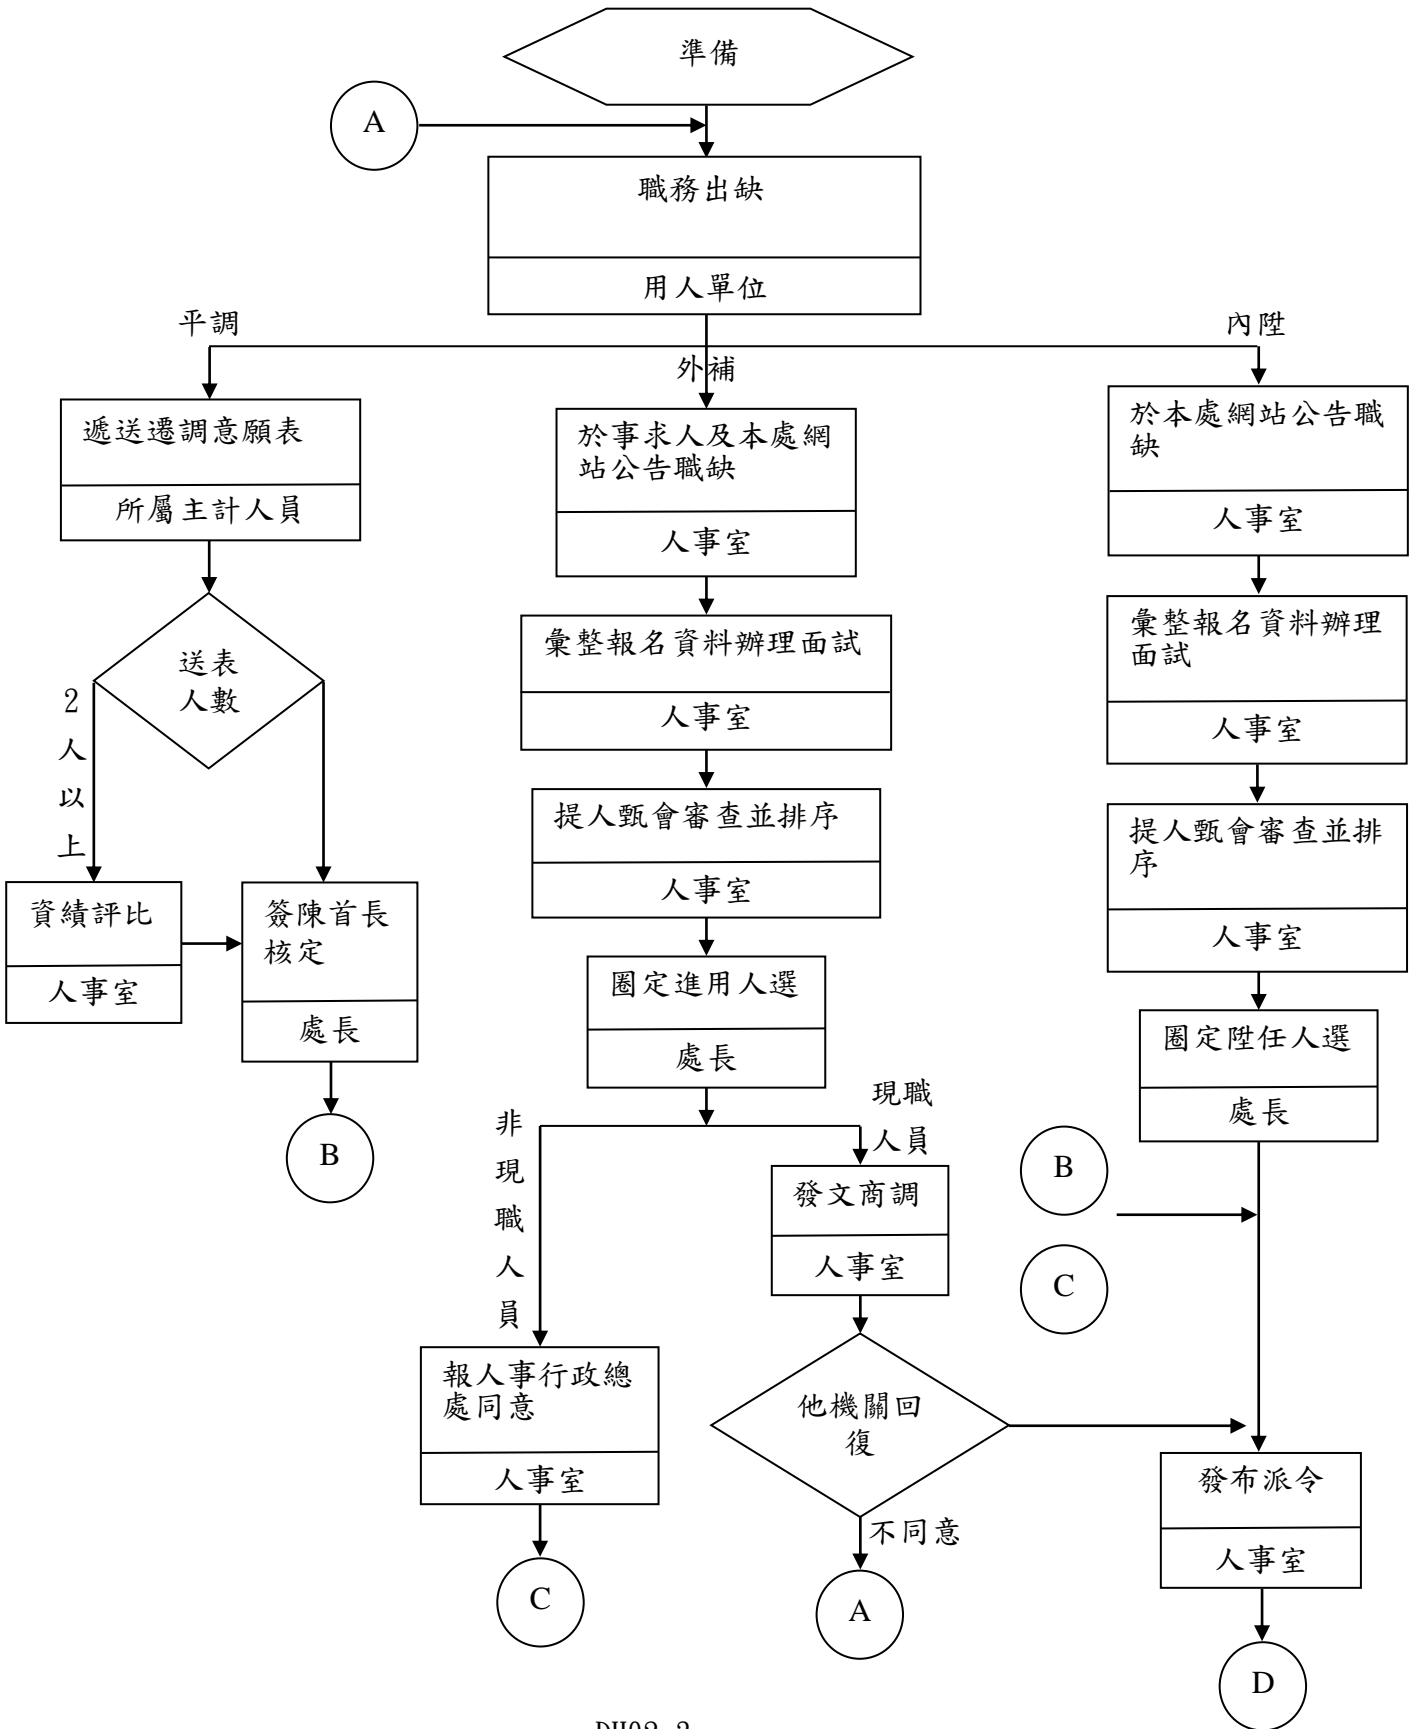 準備
A
職務出缺
用人單位
平調
外補
內陞
遞送遷調意願表
所屬主計人員
送表
人數
2
人
以
上
資績評比
人事室
簽陳首長
核定
處長
B
於事求人及本處網
站公告職缺
人事室
彙整報名資料辦理面試
人事室
提人甄會審查並排序
人事室
圈定進用人選
處長
非
現
職
人
員
報人事行政總
處同意
人事室
C
現職
人員
發文商調
人事室
他機關回
復
不同意
A
於本處網站公告職
缺
人事室
彙整報名資料辦理
面試
人事室
提人甄會審查並排
序
人事室
圈定陞任人選
處長
B
C
發布派令
人事室
D